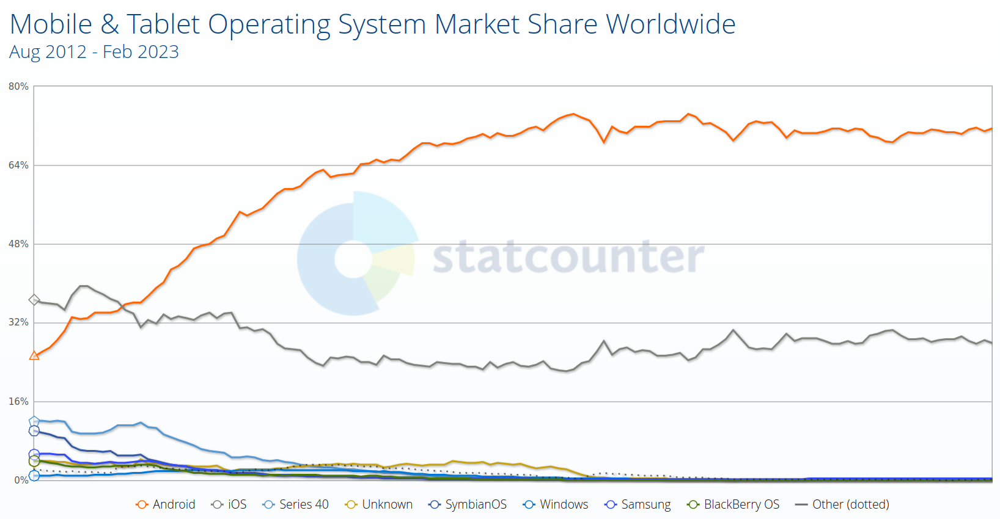 Mobile & Tablet Operating System Market Share Worldwide
Aug 2012 - Feb 2023
80%
64%
48%
statcounter
32%
16%
0%
Android iOS Series 40 Unknown SymbianOS Windows Samsung BlackBerry OS Other (dotted)